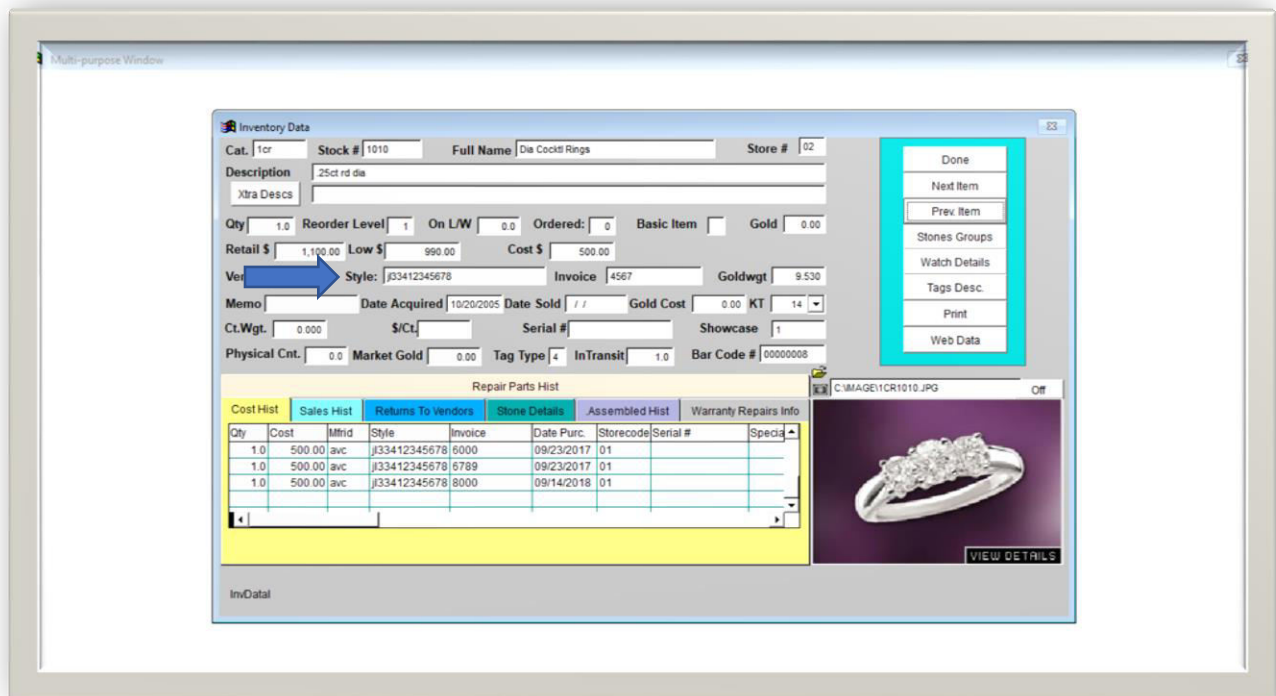 Multi-purpose Window
Inventory Data
Cat. 1cr Stock # 1010 Full Name Dia Cocktl Rings Store # 02
Description .25ct rd dia
Xtra Descs
Qty 1.0 Reorder Level 1 On L/W 0.0 Ordered: 0 Basic Item Gold 0.00
Retail $ 1,100.00 Low $ 990.00 Cost $ 500.00
Style: jl33412345678 Invoice 4567 Goldwgt 9.530
Memo Date Acquired 10/20/2005 Date Sold / / Gold Cost 0.00 KT 14
Ct.Wgt. 0.000 $/Ct. Serial # Showcase 1
Physical Cnt. 0.0 Market Gold 0.00 Tag Type 4 InTransit 1.0 Bar Code # 00000008
Done
Next Item
Prev. Item
Stones Groups
Watch Details
Tags Desc.
Print
Web Data
Repair Parts Hist
C:\IMAGE\1CR1010.JPG Off
Cost Hist Sales Hist Returns To Vendors Stone Details .Assembled Hist Warranty Repairs Info
Qty Cost Mfrid Style Invoice Date Purc. Storecode Serial # Specia
1.0 500.00 avc jl33412345678 6000 09/23/2017 01
1.0 500.00 avc jl33412345678 6789 09/23/2017 01
1.0 500.00 avc jl33412345678 8000 09/14/2018 01
VIEW DETAILS
InvDataI